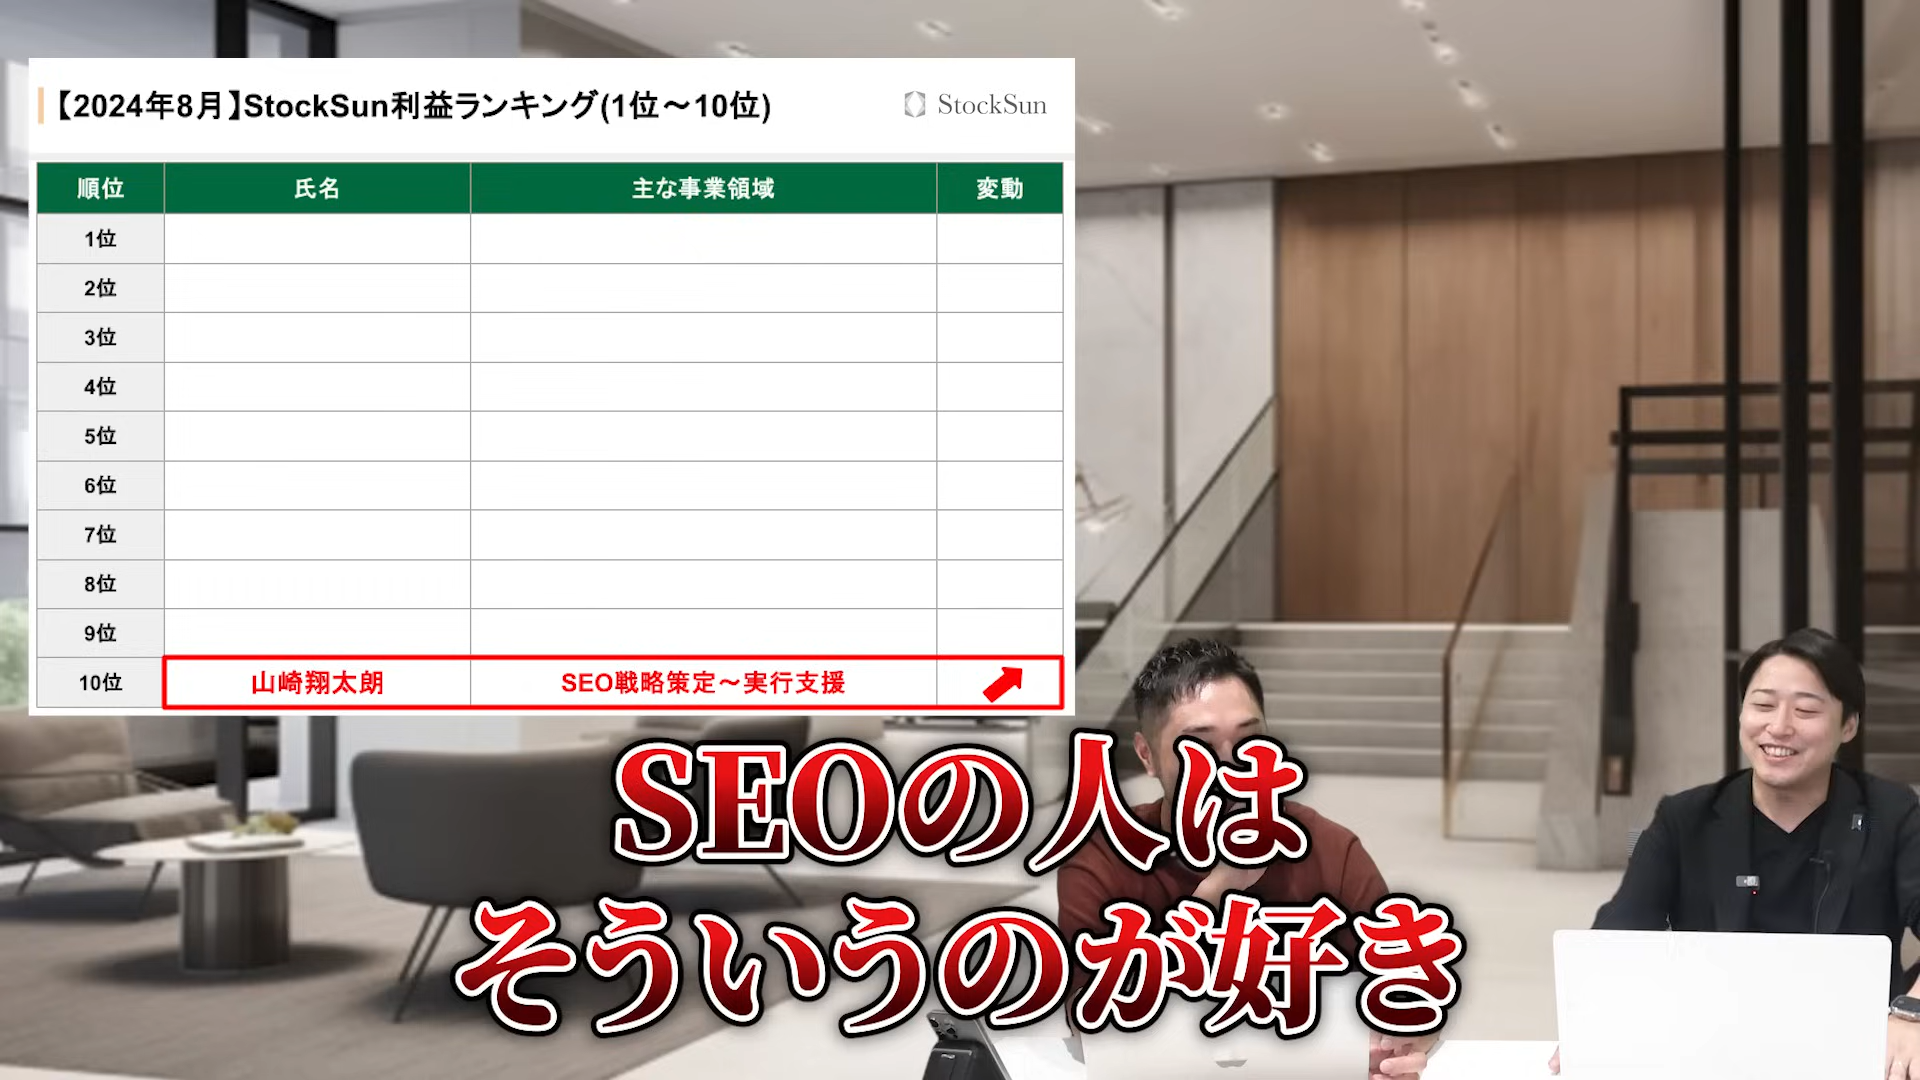 【2024年8月】StockSun利益ランキング(1位～10位)
StockSun
順位 氏名 主な事業領域 変動
1位
2位
3位
4位
5位
6位
7位
8位
9位
10位 山崎翔太朗 SEO戦略策定～実行支援
SEOの人は
そういうのが好き